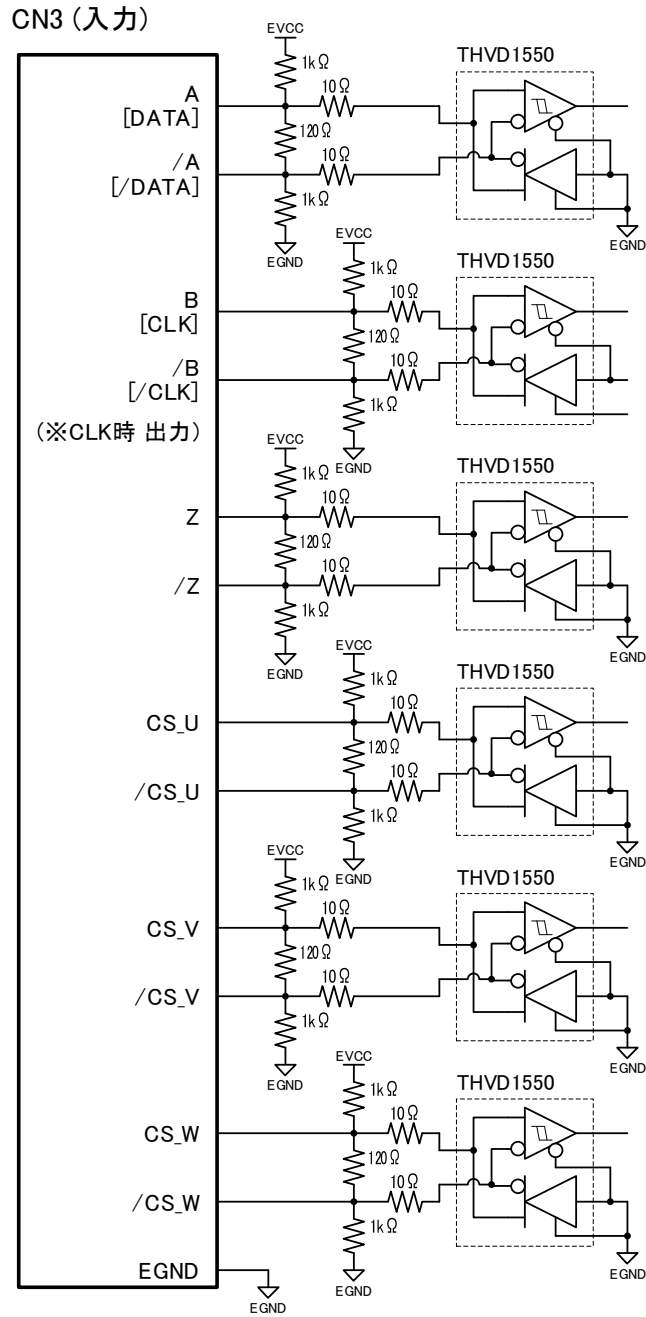 CN3 (入力)
EVCC
1kΩ
THVD1550
A
[DATA]
10Ω
120Ω
/A
[/DATA]
10Ω
1kΩ
EGND
EGND
EVCC
1kΩ
THVD1550
B
[CLK]
10Ω
120Ω
/B
[/CLK]
10Ω
1kΩ
(※CLK時 出力)
EGND
EVCC
1kΩ
THVD1550
Z
10Ω
120Ω
/Z
10Ω
1kΩ
EGND
EGND
EVCC
1kΩ
THVD1550
CS_U
10Ω
120Ω
/CS_U
10Ω
1kΩ
EGND
EGND
EVCC
1kΩ
THVD1550
CS_V
10Ω
120Ω
/CS_V
10Ω
1kΩ
EGND
EGND
EVCC
1kΩ
THVD1550
CS_W
10Ω
120Ω
/CS_W
10Ω
1kΩ
EGND
EGND
EGND
EGND